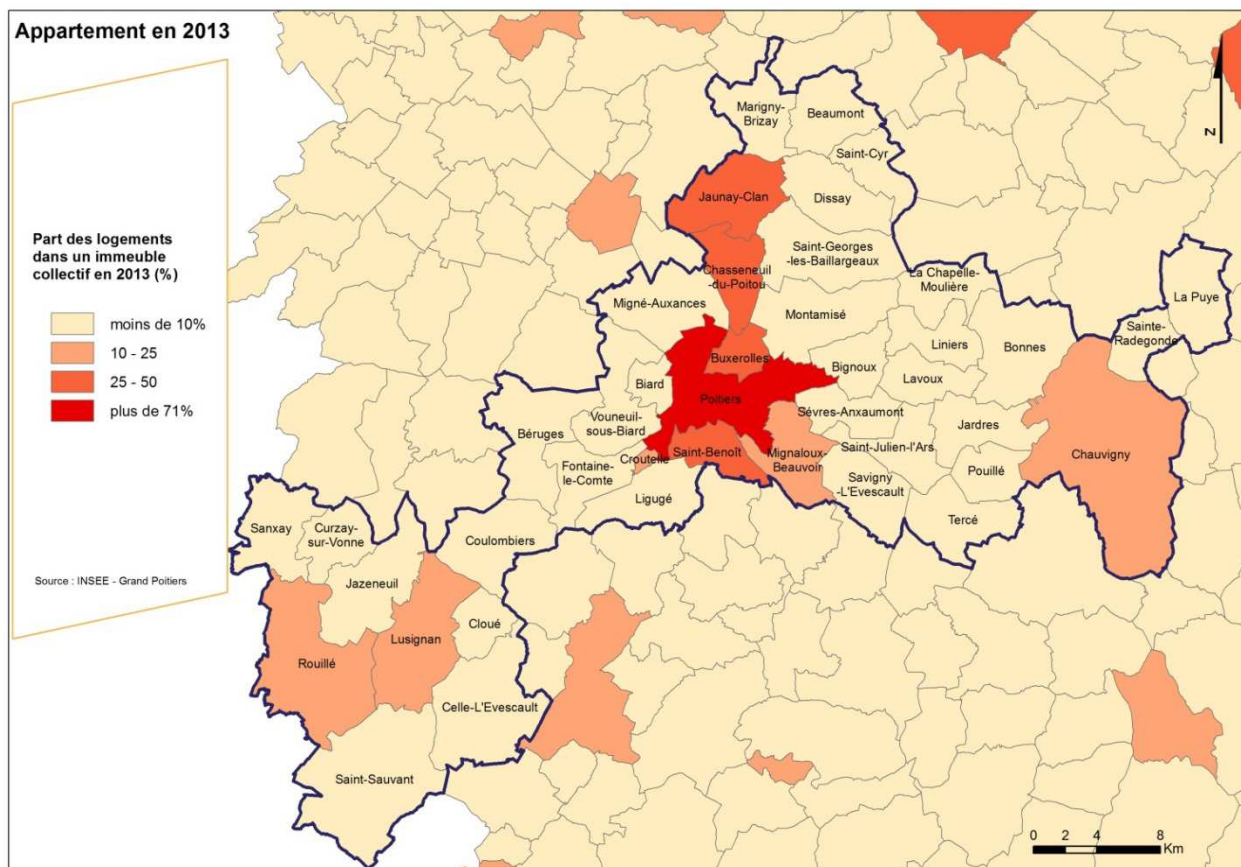 Appartement en 2013
Part des logements
dans un immeuble
collectif en 2013 (%)
moins de 10%
10 - 25
25 - 50
plus de 71%
Source : INSEE - Grand Poitiers
N
Marigny-
Brizay
Beaumont
Saint-Cyr
Jaunay-Clan
Dissay
Saint-Georges
-les-Baillargeaux
Chasseneuil
-du-Poitou
La Chapelle-
Moulière
La Puye
Migné-Auxances
Montamisé
Sainte-
Radegonde
Liniers
Bonnes
Buxerolles
Bignoux
Lavoux
Biard
Poitiers
Vouneuil-
sous-Biard
Sévres-Anxaumont
Béruges
Jardres
Saint-Julien-l'Ars
Croutelle
Saint-Benoît
Mignaloux-
Beauvoir
Chauvigny
Fontaine-
le-Comte
Pouillé
Savigny
-L'Evescault
Ligugé
Tercé
Sanxay
Curzay-
sur-Vonne
Coulombiers
Jazeneuil
Cloué
Lusignan
Rouillé
Celle-L'Evescault
Saint-Sauvant
0 2 4 8
Km